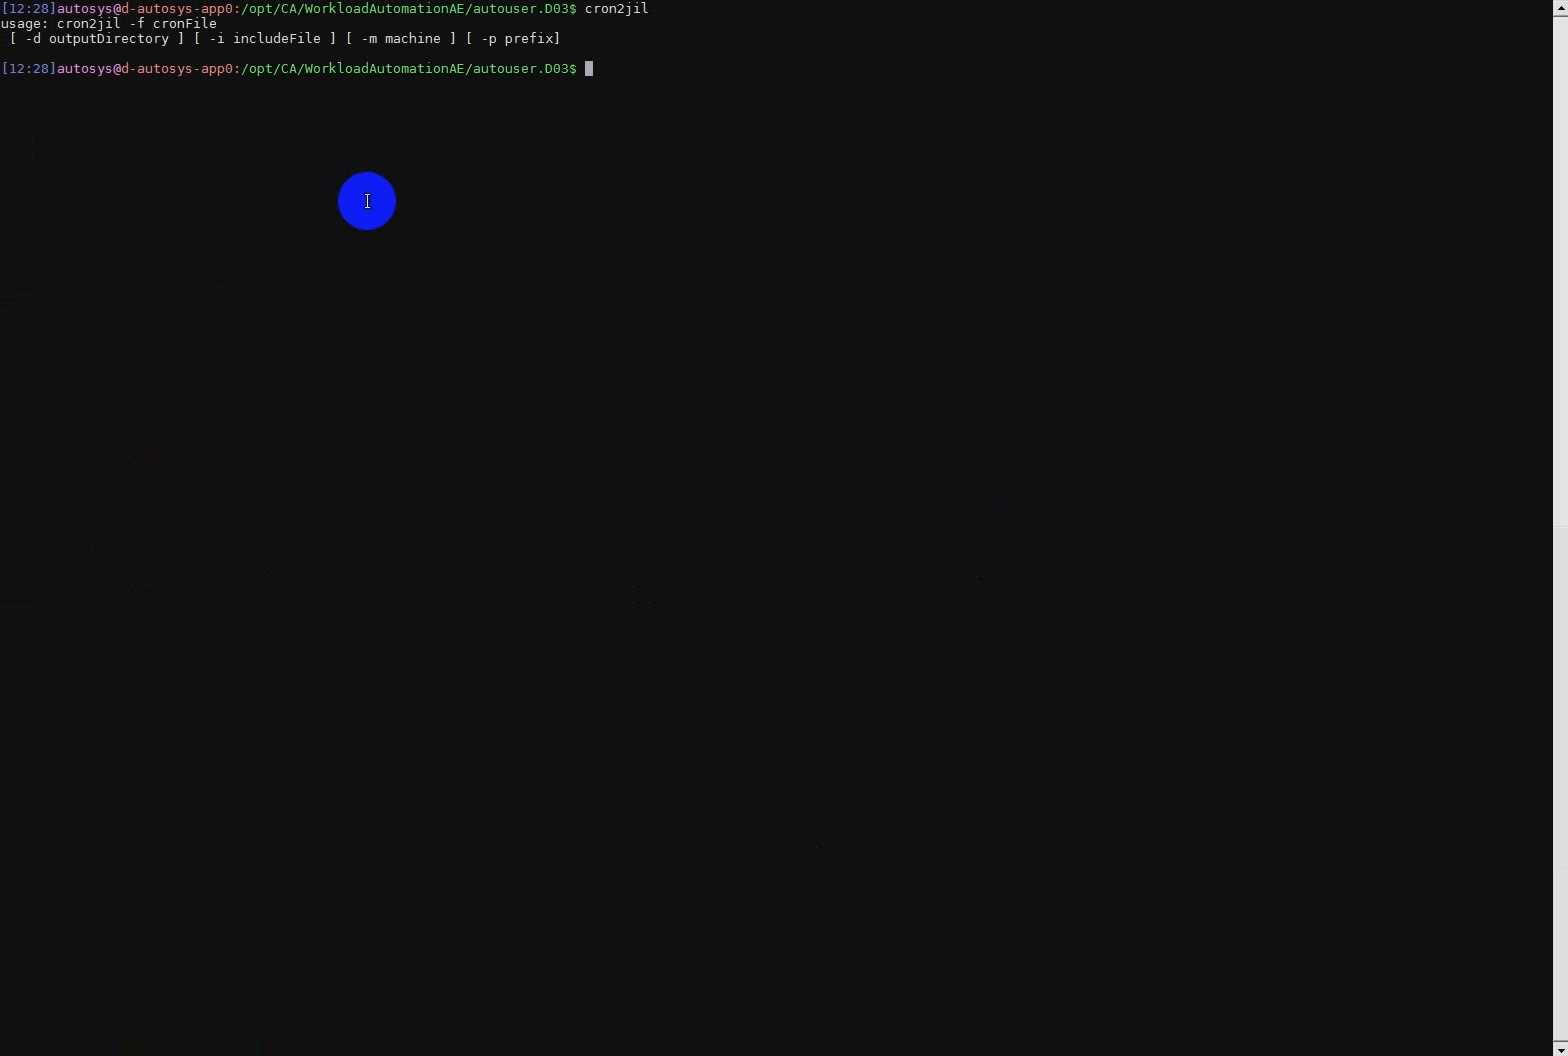 [12:28]autosys@d-autosys-app0:/opt/CA/WorkloadAutomationAE/autouser.D03$ cron2jil
usage: cron2jil -f cronFile
 [ -d outputDirectory ] [ -i includeFile ] [ -m machine ] [ -p prefix]
[12:28]autosys@d-autosys-app0:/opt/CA/WorkloadAutomationAE/autouser.D03$